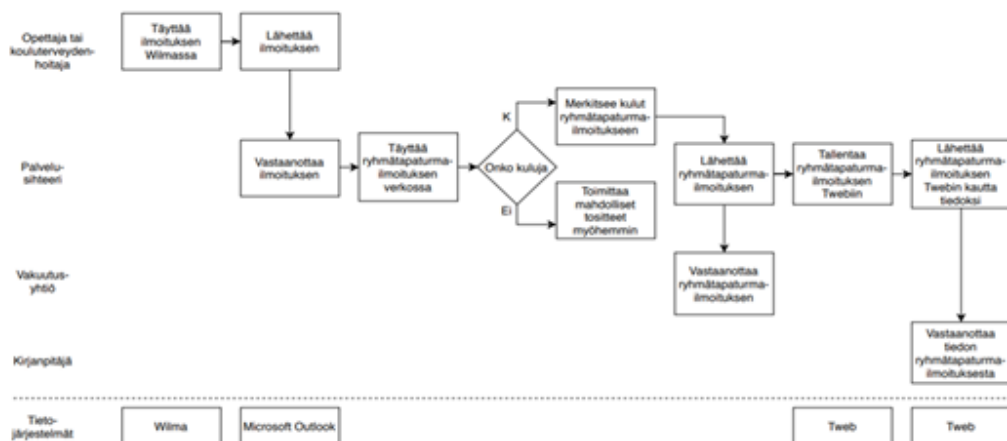 Opettaja tai
kouluterveyden-
hoitaja
Täyttää
ilmoituksen
Wilmassa
Lähettää
ilmoituksen
Palvelu-
sihteeri
Vastaanottaa
ilmoituksen
Täyttää
ryhmätapaturma-
ilmoituksen
verkossa
Onko kuluja
K
Ei
Merkitsee kulut
ryhmätapaturma-
ilmoitukseen
Toimittaa
mahdolliset
tositteet
myöhemmin
Lähettää
ryhmätapaturma-
ilmoituksen
Tallentaa
ryhmätapaturma-
ilmoituksen
Twebiin
Lähettää
ryhmätapaturma-
ilmoituksen
Twebin kautta
tiedoksi
Vakuutus-
yhtiö
Vastaanottaa
ryhmätapaturma-
ilmoituksen
Kirjanpitäjä
Vastaanottaa
tiedon
ryhmätapaturma-
ilmoituksesta
Tieto-
järjestelmät
Wilma
Microsoft Outlook
Tweb
Tweb